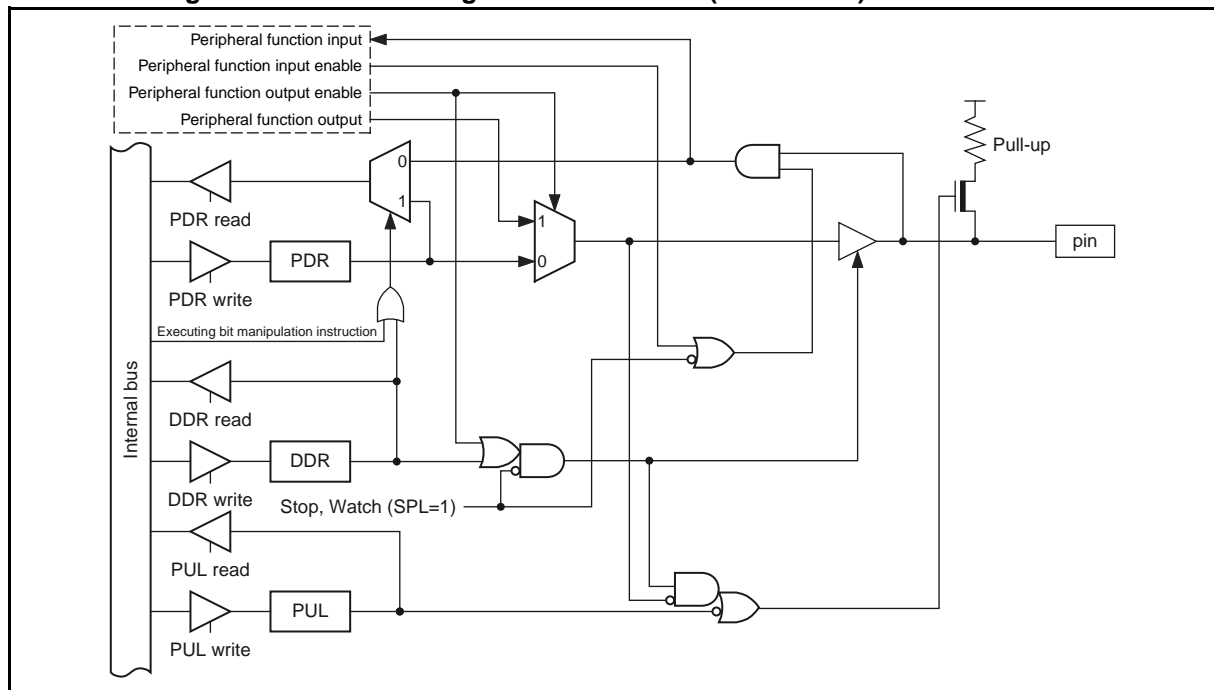 Peripheral function input
Peripheral function input enable
Peripheral function output enable
Peripheral function output
Pull-up
0
1
PDR read
1
pin
PDR
0
PDR write
Executing bit manipulation instruction
Internal bus
DDR read
DDR
DDR write
Stop, Watch (SPL=1)
PUL read
PUL
PUL write